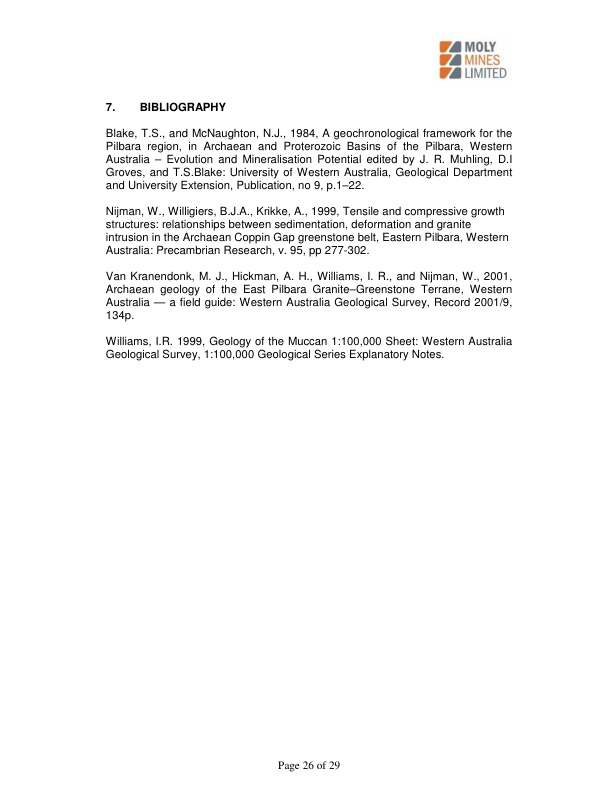 MOLY
MINES
LIMITED
7. BIBLIOGRAPHY
Blake, T.S., and McNaughton, N.J., 1984, A geochronological framework for the
Pilbara region, in Archaean and Proterozoic Basins of the Pilbara, Western
Australia – Evolution and Mineralisation Potential edited by J. R. Muhling, D.I
Groves, and T.S.Blake: University of Western Australia, Geological Department
and University Extension, Publication, no 9, p.1–22.
Nijman, W., Willigiers, B.J.A., Krikke, A., 1999, Tensile and compressive growth
structures: relationships between sedimentation, deformation and granite
intrusion in the Archaean Coppin Gap greenstone belt, Eastern Pilbara, Western
Australia: Precambrian Research, v. 95, pp 277-302.
Van Kranendonk, M. J., Hickman, A. H., Williams, I. R., and Nijman, W., 2001,
Archaean geology of the East Pilbara Granite–Greenstone Terrane, Western
Australia — a field guide: Western Australia Geological Survey, Record 2001/9,
134p.
Williams, I.R. 1999, Geology of the Muccan 1:100,000 Sheet: Western Australia
Geological Survey, 1:100,000 Geological Series Explanatory Notes.
Page 26 of 29